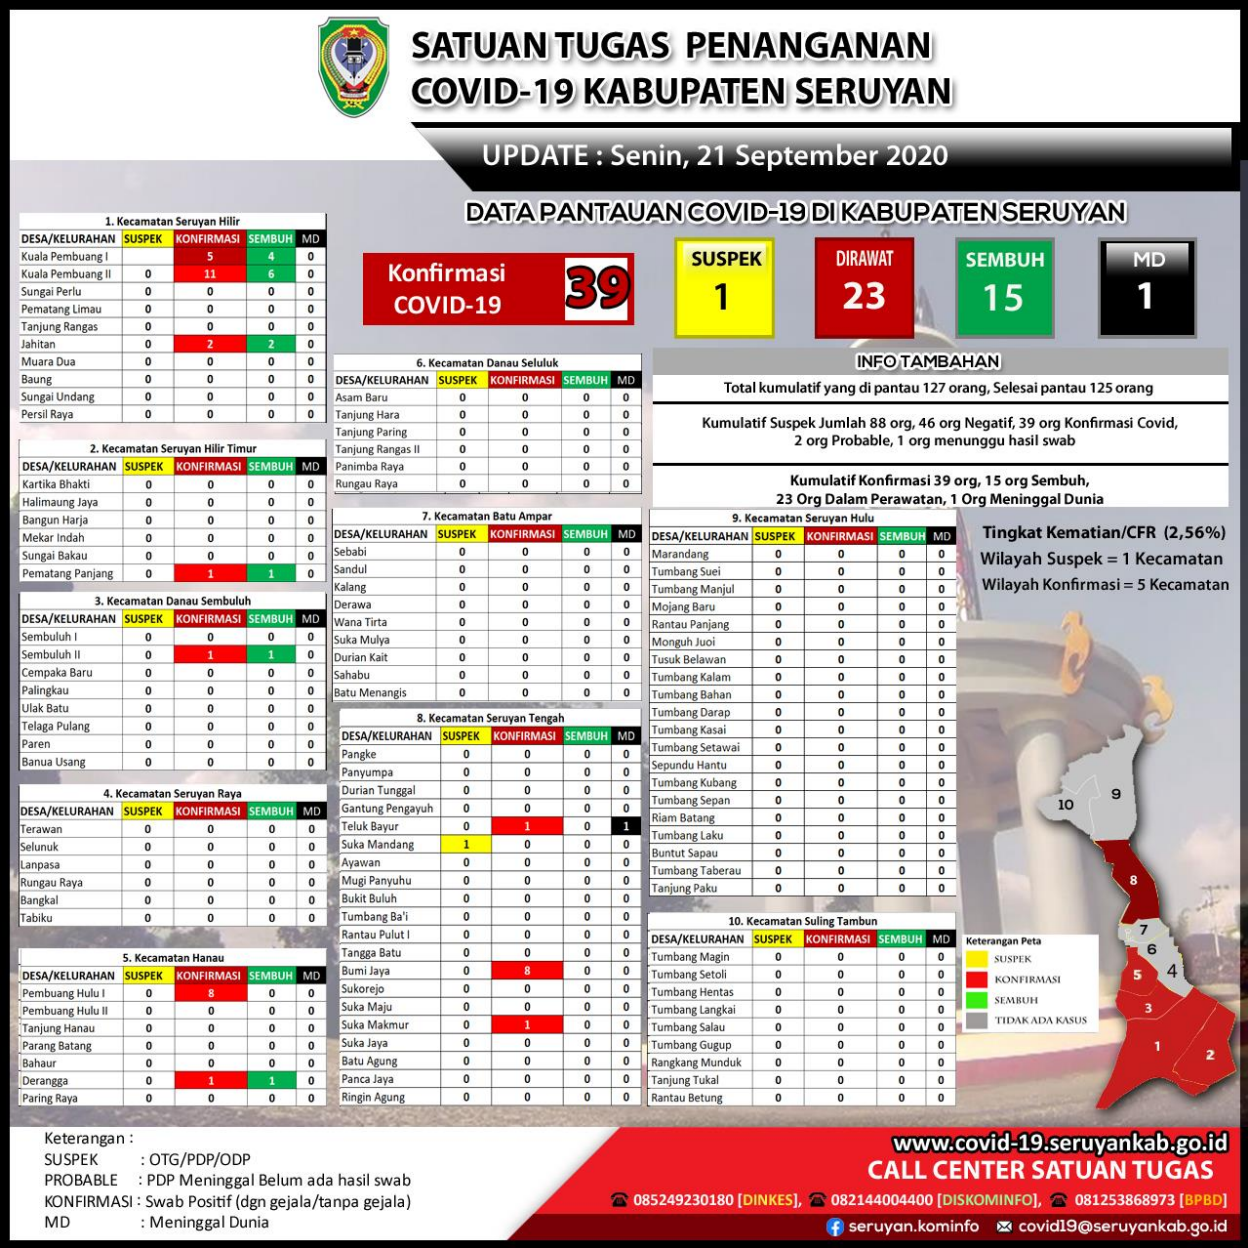 SATUAN TUGAS PENANGANAN
COVID-19 KABUPATEN SERUYAN
UPDATE : Senin, 21 September 2020
DATA PANTAUAN COVID-19 DI KABUPATEN SERUYAN
Konfirmasi
COVID-19
39
SUSPEK
1
DIRAWAT
23
SEMBUH
15
MD
1
INFO TAMBAHAN
Total kumulatif yang di pantau 127 orang, Selesai pantau 125 orang
Kumulatif Suspek Jumlah 88 org, 46 org Negatif, 39 org Konfirmasi Covid,
2 org Probable, 1 org menunggu hasil swab
Kumulatif Konfirmasi 39 org, 15 org Sembuh,
23 Org Dalam Perawatan, 1 Org Meninggal Dunia
Tingkat Kematian/CFR (2,56%)
Wilayah Suspek = 1 Kecamatan
Wilayah Konfirmasi = 5 Kecamatan
1. Kecamatan Seruyan Hilir
DESA/KELURAHAN SUSPEK KONFIRMASI SEMBUH MD
Kuala Pembuang I 5 4 0
Kuala Pembuang II 0 11 6 0
Sungai Perlu 0 0 0 0
Pematang Limau 0 0 0 0
Tanjung Rangas 0 0 0 0
Jahitan 0 2 2 0
Muara Dua 0 0 0 0
Baung 0 0 0 0
Sungai Undang 0 0 0 0
Persil Raya 0 0 0 0
2. Kecamatan Seruyan Hilir Timur
DESA/KELURAHAN SUSPEK KONFIRMASI SEMBUH MD
Kartika Bhakti 0 0 0 0
Halimaung Jaya 0 0 0 0
Bangun Harja 0 0 0 0
Mekar Indah 0 0 0 0
Sungai Bakau 0 0 0 0
Pematang Panjang 0 1 1 0
3. Kecamatan Danau Sembuluh
DESA/KELURAHAN SUSPEK KONFIRMASI SEMBUH MD
Sembuluh I 0 0 0 0
Sembuluh II 0 1 1 0
Cempaka Baru 0 0 0 0
Palingkau 0 0 0 0
Ulak Batu 0 0 0 0
Telaga Pulang 0 0 0 0
Paren 0 0 0 0
Banua Usang 0 0 0 0
4. Kecamatan Seruyan Raya
DESA/KELURAHAN SUSPEK KONFIRMASI SEMBUH MD
Terawan 0 0 0 0
Selunuk 0 0 0 0
Lanpasa 0 0 0 0
Rungau Raya 0 0 0 0
Bangkal 0 0 0 0
Tabiku 0 0 0 0
5. Kecamatan Hanau
DESA/KELURAHAN SUSPEK KONFIRMASI SEMBUH MD
Pembuang Hulu I 0 8 0 0
Pembuang Hulu II 0 0 0 0
Tanjung Hanau 0 0 0 0
Parang Batang 0 0 0 0
Bahaur 0 0 0 0
Derangga 0 1 1 0
Paring Raya 0 0 0 0
6. Kecamatan Danau Seluluk
DESA/KELURAHAN SUSPEK KONFIRMASI SEMBUH MD
Asam Baru 0 0 0 0
Tanjung Hara 0 0 0 0
Tanjung Paring 0 0 0 0
Tanjung Rangas II 0 0 0 0
Panimba Raya 0 0 0 0
Rungau Raya 0 0 0 0
7. Kecamatan Batu Ampar
DESA/KELURAHAN SUSPEK KONFIRMASI SEMBUH MD
Sebabi 0 0 0 0
Sandul 0 0 0 0
Kalang 0 0 0 0
Derawa 0 0 0 0
Wana Tirta 0 0 0 0
Suka Mulya 0 0 0 0
Durian Kait 0 0 0 0
Sahabu 0 0 0 0
Batu Menangis 0 0 0 0
8. Kecamatan Seruyan Tengah
DESA/KELURAHAN SUSPEK KONFIRMASI SEMBUH MD
Pangke 0 0 0 0
Panyumpa 0 0 0 0
Durian Tunggal 0 0 0 0
Gantung Pengayuh 0 0 0 0
Teluk Bayur 0 1 0 1
Suka Mandang 1 0 0 0
Ayawan 0 0 0 0
Mugi Panyuhu 0 0 0 0
Bukit Buluh 0 0 0 0
Tumbang Ba'i 0 0 0 0
Rantau Pulut I 0 0 0 0
Tangga Batu 0 0 0 0
Bumi Jaya 0 8 0 0
Sukorejo 0 0 0 0
Suka Maju 0 0 0 0
Suka Makmur 0 1 0 0
Suka Jaya 0 0 0 0
Batu Agung 0 0 0 0
Panca Jaya 0 0 0 0
Ringin Agung 0 0 0 0
9. Kecamatan Seruyan Hulu
DESA/KELURAHAN SUSPEK KONFIRMASI SEMBUH MD
Marandang 0 0 0 0
Tumbang Suei 0 0 0 0
Tumbang Manjul 0 0 0 0
Mojang Baru 0 0 0 0
Rantau Panjang 0 0 0 0
Monguh Juoi 0 0 0 0
Tusuk Belawan 0 0 0 0
Tumbang Kalam 0 0 0 0
Tumbang Bahan 0 0 0 0
Tumbang Darap 0 0 0 0
Tumbang Kasai 0 0 0 0
Tumbang Setawai 0 0 0 0
Sepundu Hantu 0 0 0 0
Tumbang Kubang 0 0 0 0
Tumbang Sepan 0 0 0 0
Riam Batang 0 0 0 0
Tumbang Laku 0 0 0 0
Buntut Sapau 0 0 0 0
Tumbang Taberau 0 0 0 0
Tanjung Paku 0 0 0 0
10. Kecamatan Suling Tambun
DESA/KELURAHAN SUSPEK KONFIRMASI SEMBUH MD
Tumbang Magin 0 0 0 0
Tumbang Setoli 0 0 0 0
Tumbang Hentas 0 0 0 0
Tumbang Langkai 0 0 0 0
Tumbang Salau 0 0 0 0
Tumbang Gugup 0 0 0 0
Rangkang Munduk 0 0 0 0
Tanjung Tukal 0 0 0 0
Rantau Betung 0 0 0 0
10
9
8
7
6
5
4
3
1
2
Keterangan Peta
SUSPEK
KONFIRMASI
SEMBUH
TIDAK ADA KASUS
Keterangan :
SUSPEK : OTG/PDP/ODP
PROBABLE : PDP Meninggal Belum ada hasil swab
KONFIRMASI : Swab Positif (dgn gejala/tanpa gejala)
MD : Meninggal Dunia
www.covid-19.seruyankab.go.id
CALL CENTER SATUAN TUGAS
085249230180 [DINKES], 082144004400 [DISKOMINFO], 081253868973 [BPBD]
seruyan.kominfo covid19@seruyankab.go.id